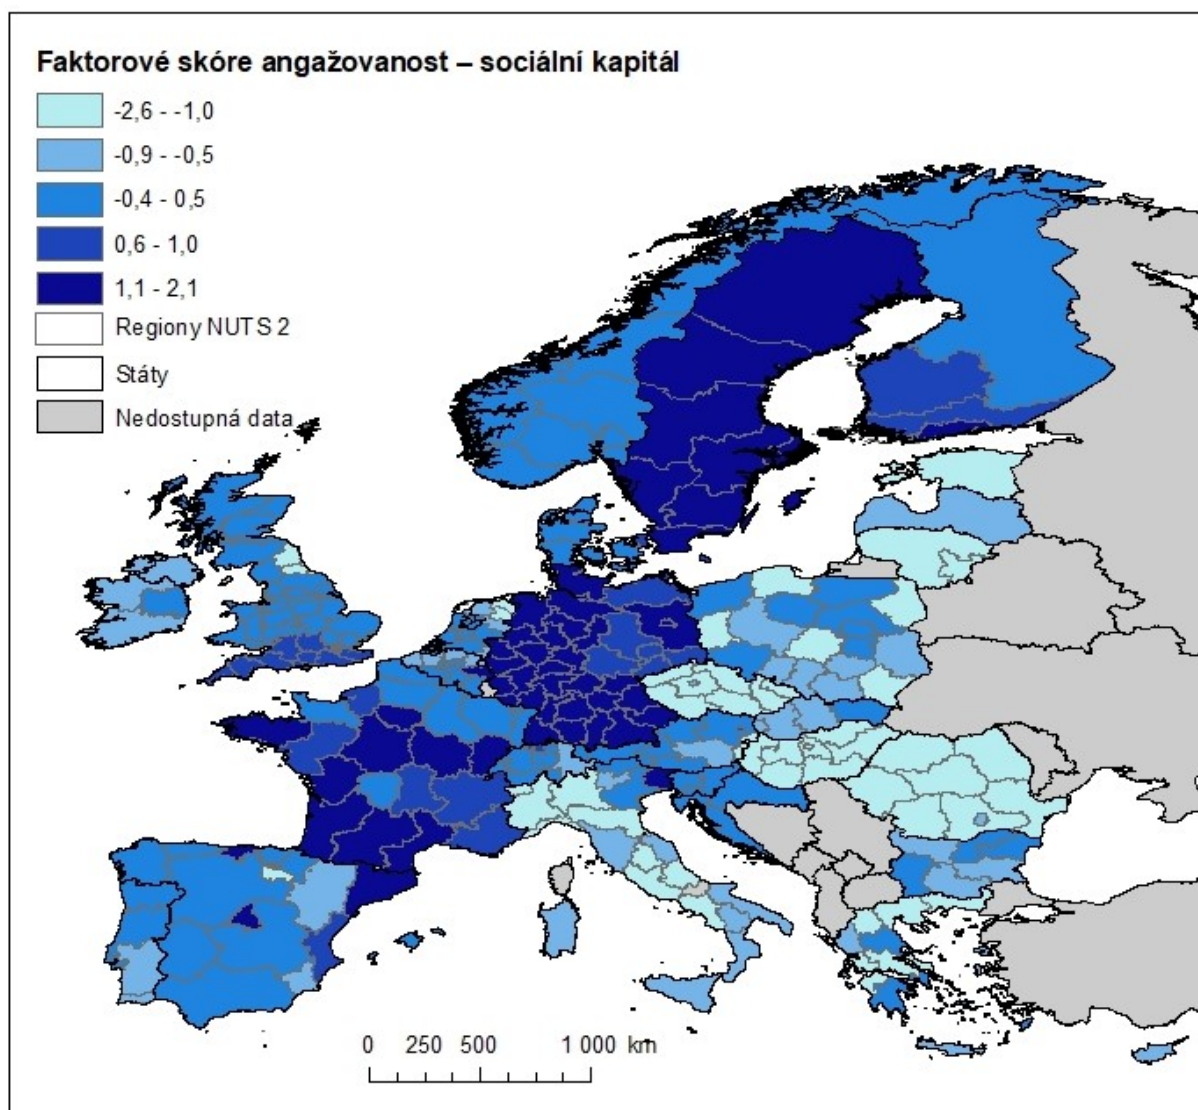 Faktorové skóre angažovanost – sociální kapitál
-2,6 - -1,0
-0,9 - -0,5
-0,4 - 0,5
0,6 - 1,0
1,1 - 2,1
Regiony NUTS 2
Státy
Nedostupná data
0 250 500 1 000 km